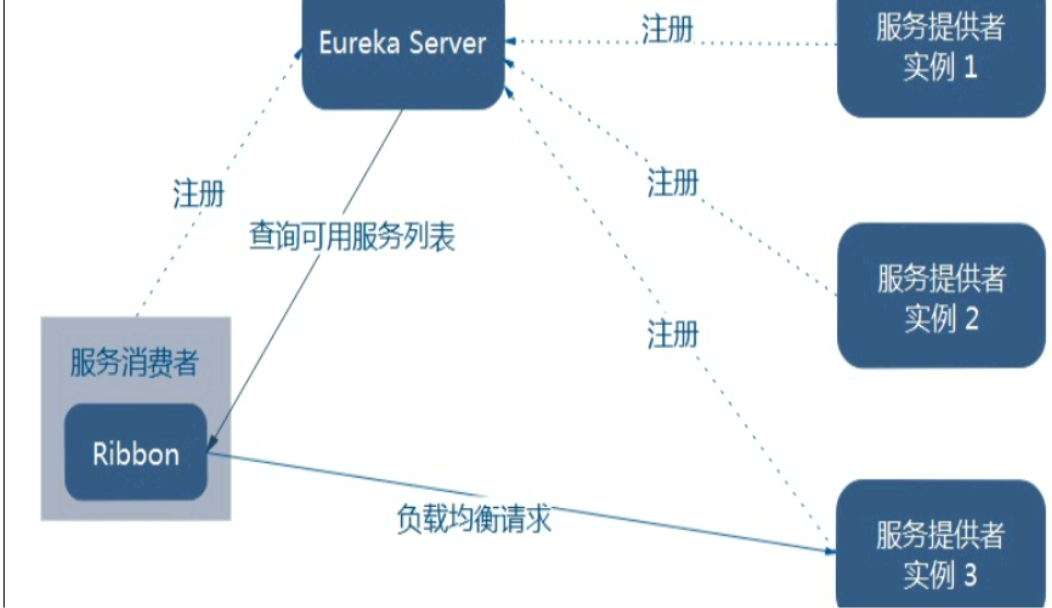 Eureka Server
注册
服务提供者
实例 1
注册
注册
查询可用服务列表
服务提供者
实例 2
注册
服务消费者
Ribbon
负载均衡请求
服务提供者
实例 3